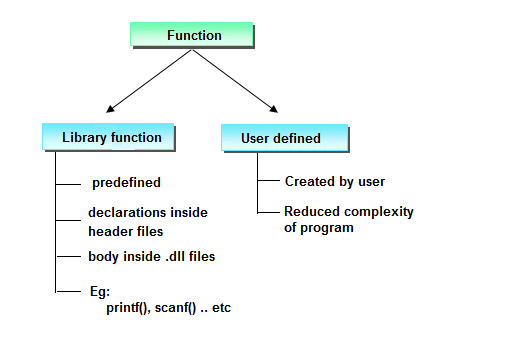 Function
Library function
User defined
predefined
declarations inside
header files
body inside .dll files
Eg:
printf(), scanf() .. etc
Created by user
Reduced complexity
of program